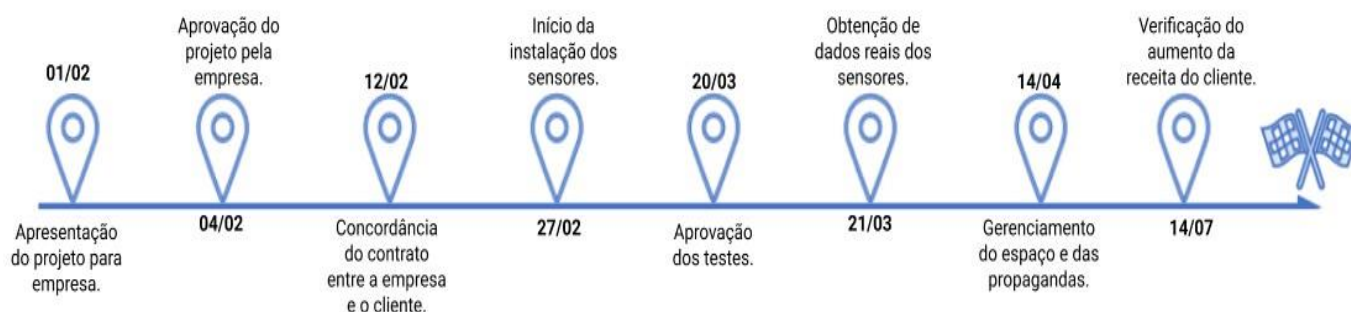 01/02
Apresentação
do projeto para
empresa.
Aprovação do
projeto pela
empresa.
04/02
12/02
Concordância
do contrato
entre a empresa
e o cliente.
Início da
instalação dos
sensores.
27/02
20/03
Aprovação
dos testes.
Obtenção de
dados reais dos
sensores.
21/03
14/04
Gerenciamento
do espaço e das
propagandas.
Verificação do
aumento da
receita do cliente.
14/07